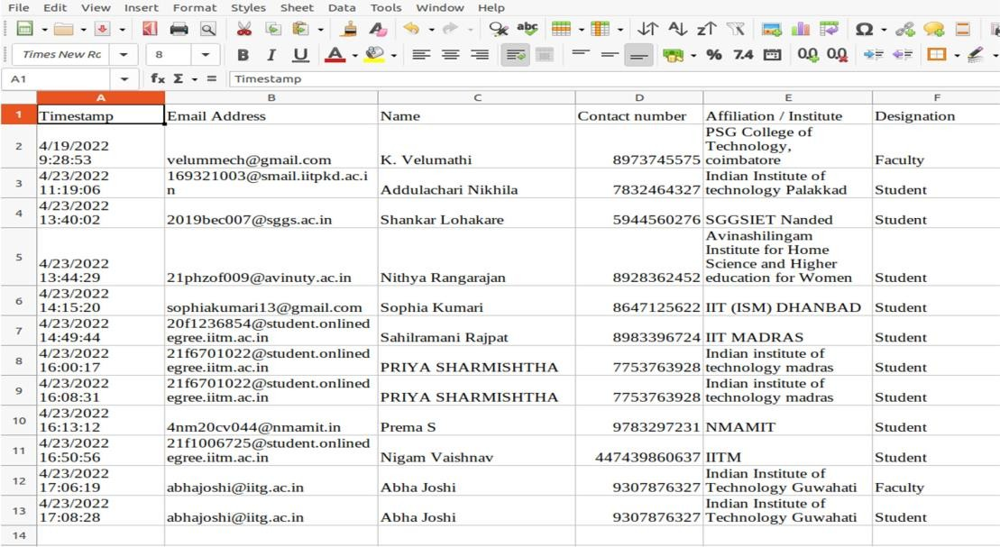 File Edit View Insert Format Styles Sheet Data Tools Window Help
Times New Rc 8 B I U A % 7.4
A1 fx Σ = Timestamp
A B C D E F
1 Timestamp Email Address Name Contact number Affiliation / Institute Designation
PSG College of
4/19/2022 Technology,
2 9:28:53 velummech@gmail.com K. Velumathi 8973745575 coimbatore Faculty
4/23/2022 169321003@smail.iitpkd.ac.i Indian Institute of
3 11:19:06 n Addulachari Nikhila 7832464327 technology Palakkad Student
4/23/2022
4 13:40:02 2019bec007@sggs.ac.in Shankar Lohakare 5944560276 SGGSIET Nanded Student
Avinashilingam
Institute for Home
4/23/2022 Science and Higher
5 13:44:29 21phzof009@avinuty.ac.in Nithya Rangarajan 8928362452 education for Women Student
4/23/2022
6 14:15:20 sophiakumari13@gmail.com Sophia Kumari 8647125622 IIT (ISM) DHANBAD Student
4/23/2022 20f1236854@student.onlined
7 14:49:44 egree.iitm.ac.in Sahilramani Rajpat 8983396724 IIT MADRAS Student
4/23/2022 21f6701022@student.onlined Indian institute of
8 16:00:17 egree.iitm.ac.in PRIYA SHARMISHTHA 7753763928 technology madras Student
4/23/2022 21f6701022@student.onlined Indian institute of
9 16:08:31 egree.iitm.ac.in PRIYA SHARMISHTHA 7753763928 technology madras Student
4/23/2022
10 16:13:12 4nm20cv044@nmamit.in Prema S 9783297231 NMAMIT Student
4/23/2022 21f1006725@student.onlined
11 16:50:56 egree.iitm.ac.in Nigam Vaishnav 447439860637 IITM Student
4/23/2022 Indian Institute of
12 17:06:19 abhajoshi@iitg.ac.in Abha Joshi 9307876327 Technology Guwahati Faculty
4/23/2022 Indian Institute of
13 17:08:28 abhajoshi@iitg.ac.in Abha Joshi 9307876327 Technology Guwahati Student
14